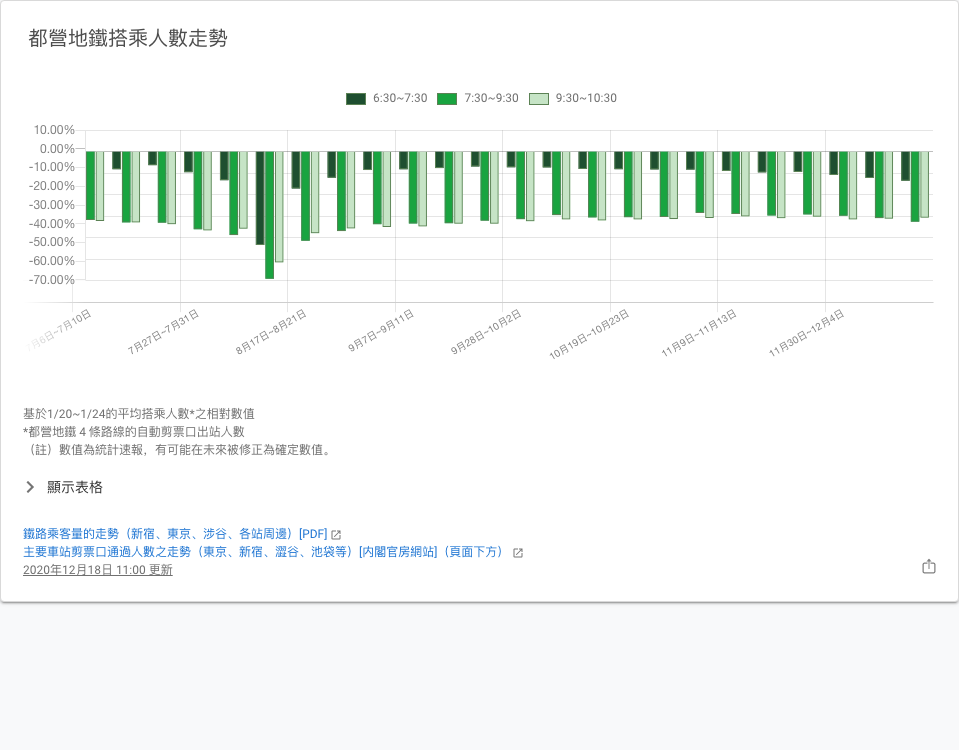 都營地鐵搭乘人數走勢
6:30~7:30 7:30~9:30 9:30~10:30
10.00%
0.00%
-10.00%
-20.00%
-30.00%
-40.00%
-50.00%
-60.00%
-70.00%
月6日~7月10日 7月27日~7月31日 8月17日~8月21日 9月7日~9月11日 9月28日~10月2日 10月19日~10月23日 11月9日~11月13日 11月30日~12月4日
基於1/20~1/24的平均搭乘人數*之相對數值
*都營地鐵 4 條路線的自動剪票口出站人數
（註）數值為統計速報，有可能在未來被修正為確定數值。
顯示表格
鐵路乘客量的走勢（新宿、東京、涉谷、各站周邊）[PDF]
主要車站剪票口通過人數之走勢（東京、新宿、澀谷、池袋等）[內閣官房網站]（頁面下方）
2020年12月18日 11:00 更新